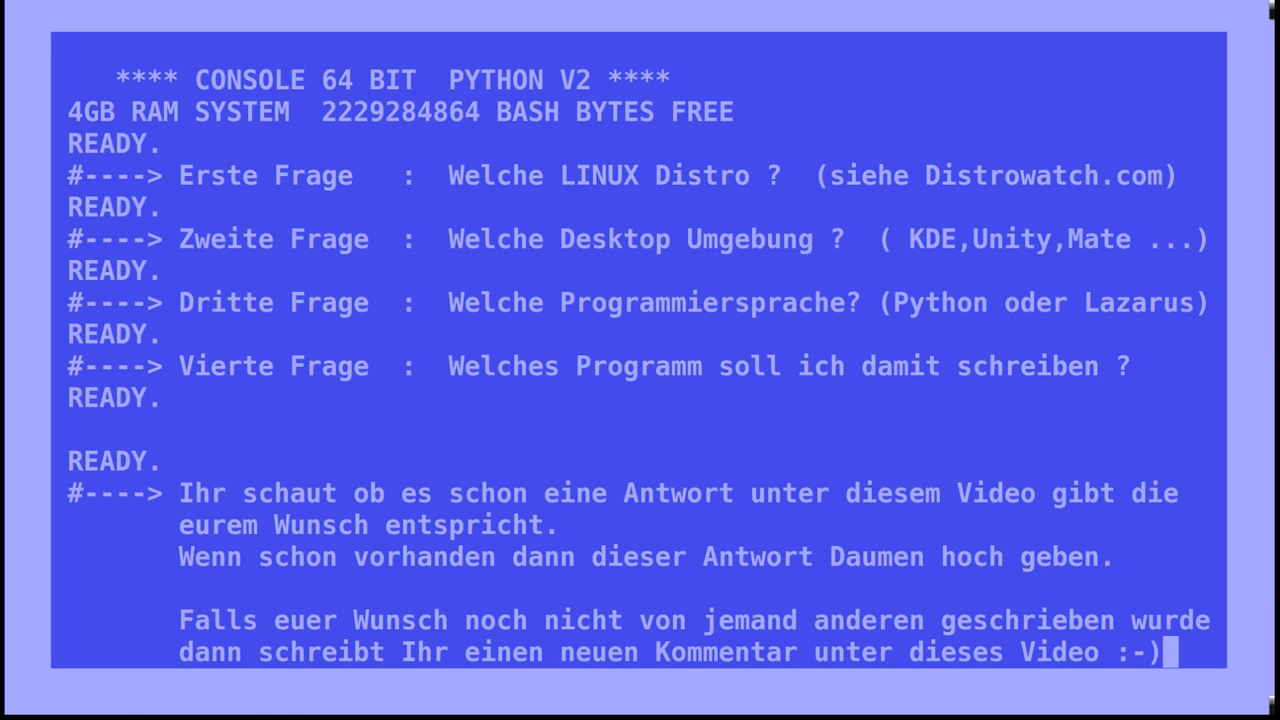 **** CONSOLE 64 BIT  PYTHON V2 ****
4GB RAM SYSTEM  2229284864 BASH BYTES FREE
READY.
#----> Erste Frage   :  Welche LINUX Distro ?  (siehe Distrowatch.com)
READY.
#----> Zweite Frage  :  Welche Desktop Umgebung ?  ( KDE,Unity,Mate ...)
READY.
#----> Dritte Frage  :  Welche Programmiersprache? (Python oder Lazarus)
READY.
#----> Vierte Frage  :  Welches Programm soll ich damit schreiben ?
READY.
READY.
#----> Ihr schaut ob es schon eine Antwort unter diesem Video gibt die
eurem Wunsch entspricht.
Wenn schon vorhanden dann dieser Antwort Daumen hoch geben.
Falls euer Wunsch noch nicht von jemand anderen geschrieben wurde
dann schreibt Ihr einen neuen Kommentar unter dieses Video :-)